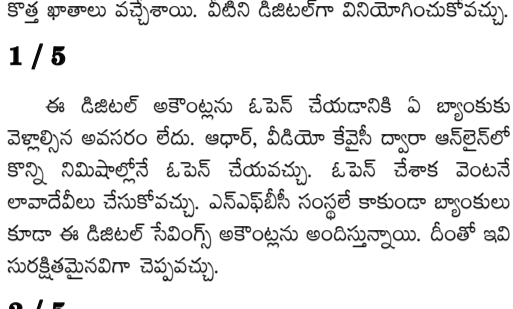 కొత్త ఖాతాలు వచ్చేశాయి. వీటిని డిజిటల్‌గా వినియోగించుకోవచ్చు.
1 / 5
ఈ డిజిటల్ అకౌంట్లను ఓపెన్ చేయడానికి ఏ బ్యాంకుకు
వెళ్లాల్సిన అవసరం లేదు. ఆధార్, వీడియో కేవైసీ ద్వారా ఆన్‌లైన్‌లో
కొన్ని నిమిషాల్లోనే ఓపెన్ చేయవచ్చు. ఓపెన్ చేశాక వెంటనే
లావాదేవీలు చేసుకోవచ్చు. ఎన్ఎఫ్‌బీసీ సంస్థలే కాకుండా బ్యాంకులు
కూడా ఈ డిజిటల్ సేవింగ్స్ అకౌంట్లను అందిస్తున్నాయి. దీంతో ఇవి
సురక్షితమైనవిగా చెప్పవచ్చు.